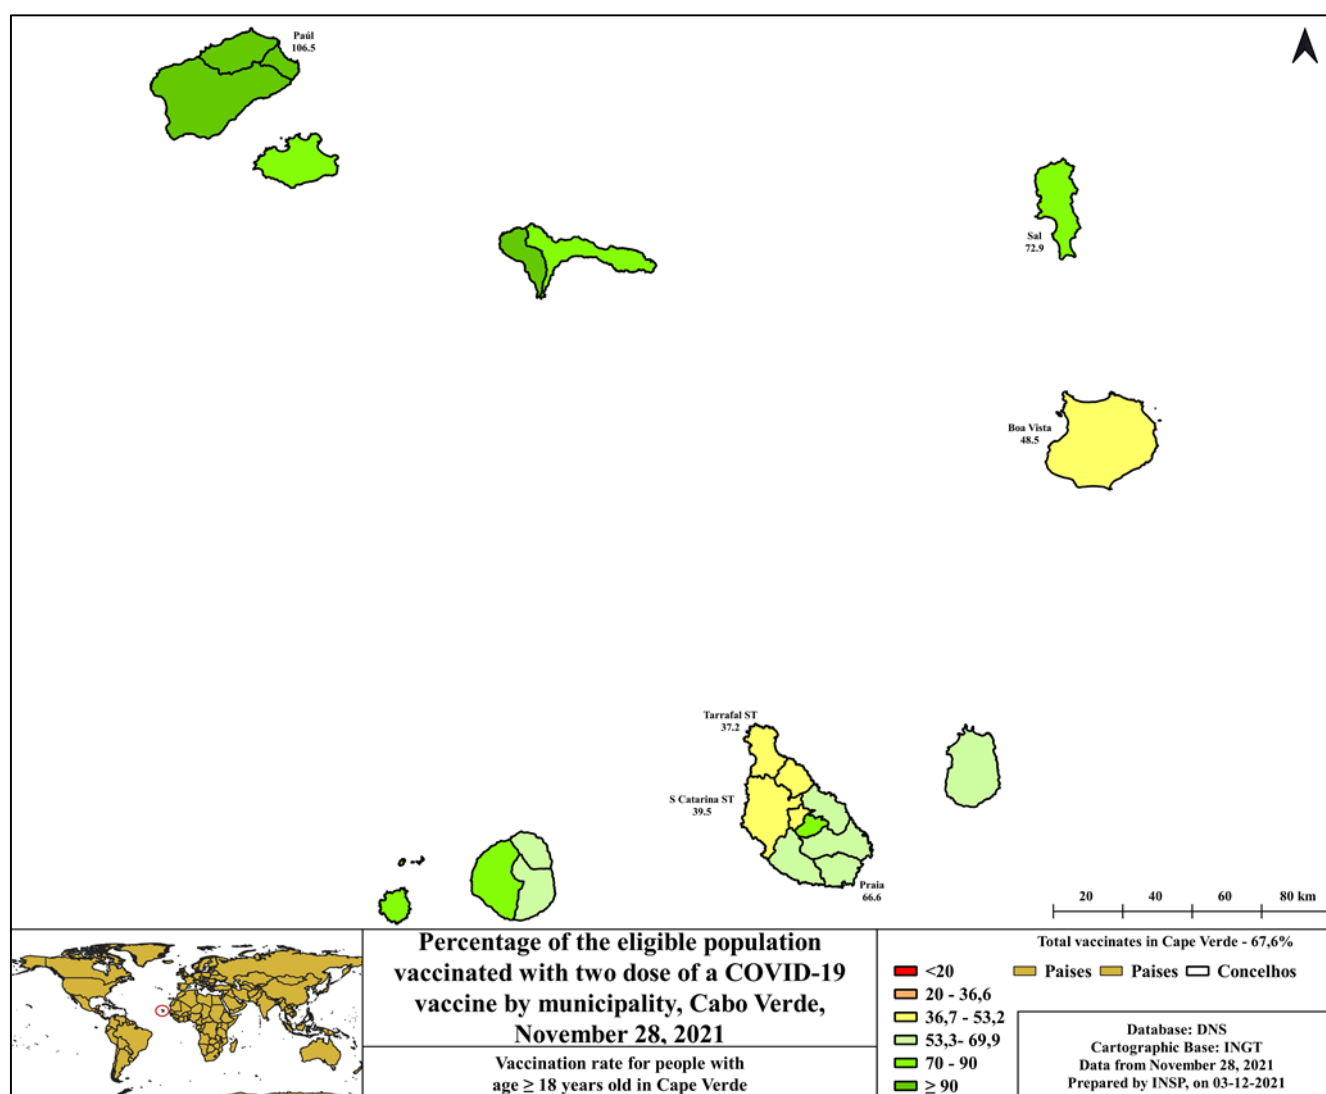 Paúl
106.5
Sal
72.9
Boa Vista
48.5
Tarrafal ST
37.2
S Catarina ST
39.5
Praia
66.6
20 40 60 80 km
Percentage of the eligible population
vaccinated with two dose of a COVID-19
vaccine by municipality, Cabo Verde,
November 28, 2021
Vaccination rate for people with
age ≥ 18 years old in Cape Verde
<20
20 - 36,6
36,7 - 53,2
53,3- 69,9
70 - 90
≥ 90
Total vaccinates in Cape Verde - 67,6%
Paises Paises Concelhos
Database: DNS
Cartographic Base: INGT
Data from November 28, 2021
Prepared by INSP, on 03-12-2021